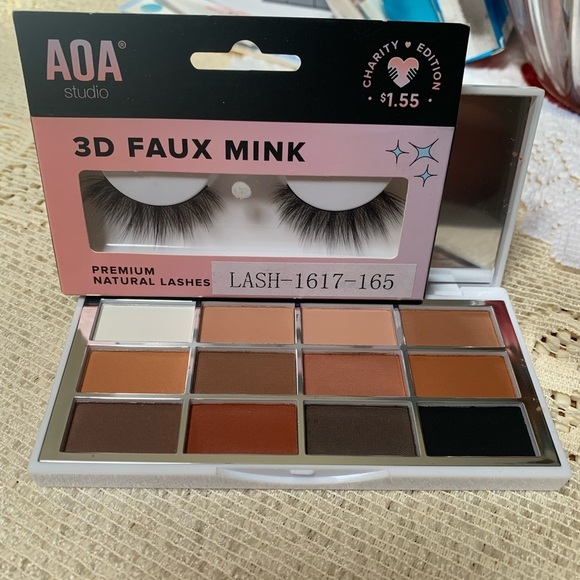 AOA®
studio
CHARITY EDITION
$1.55
3D FAUX MINK
PREMIUM
NATURAL LASHES
LASH-1617-165